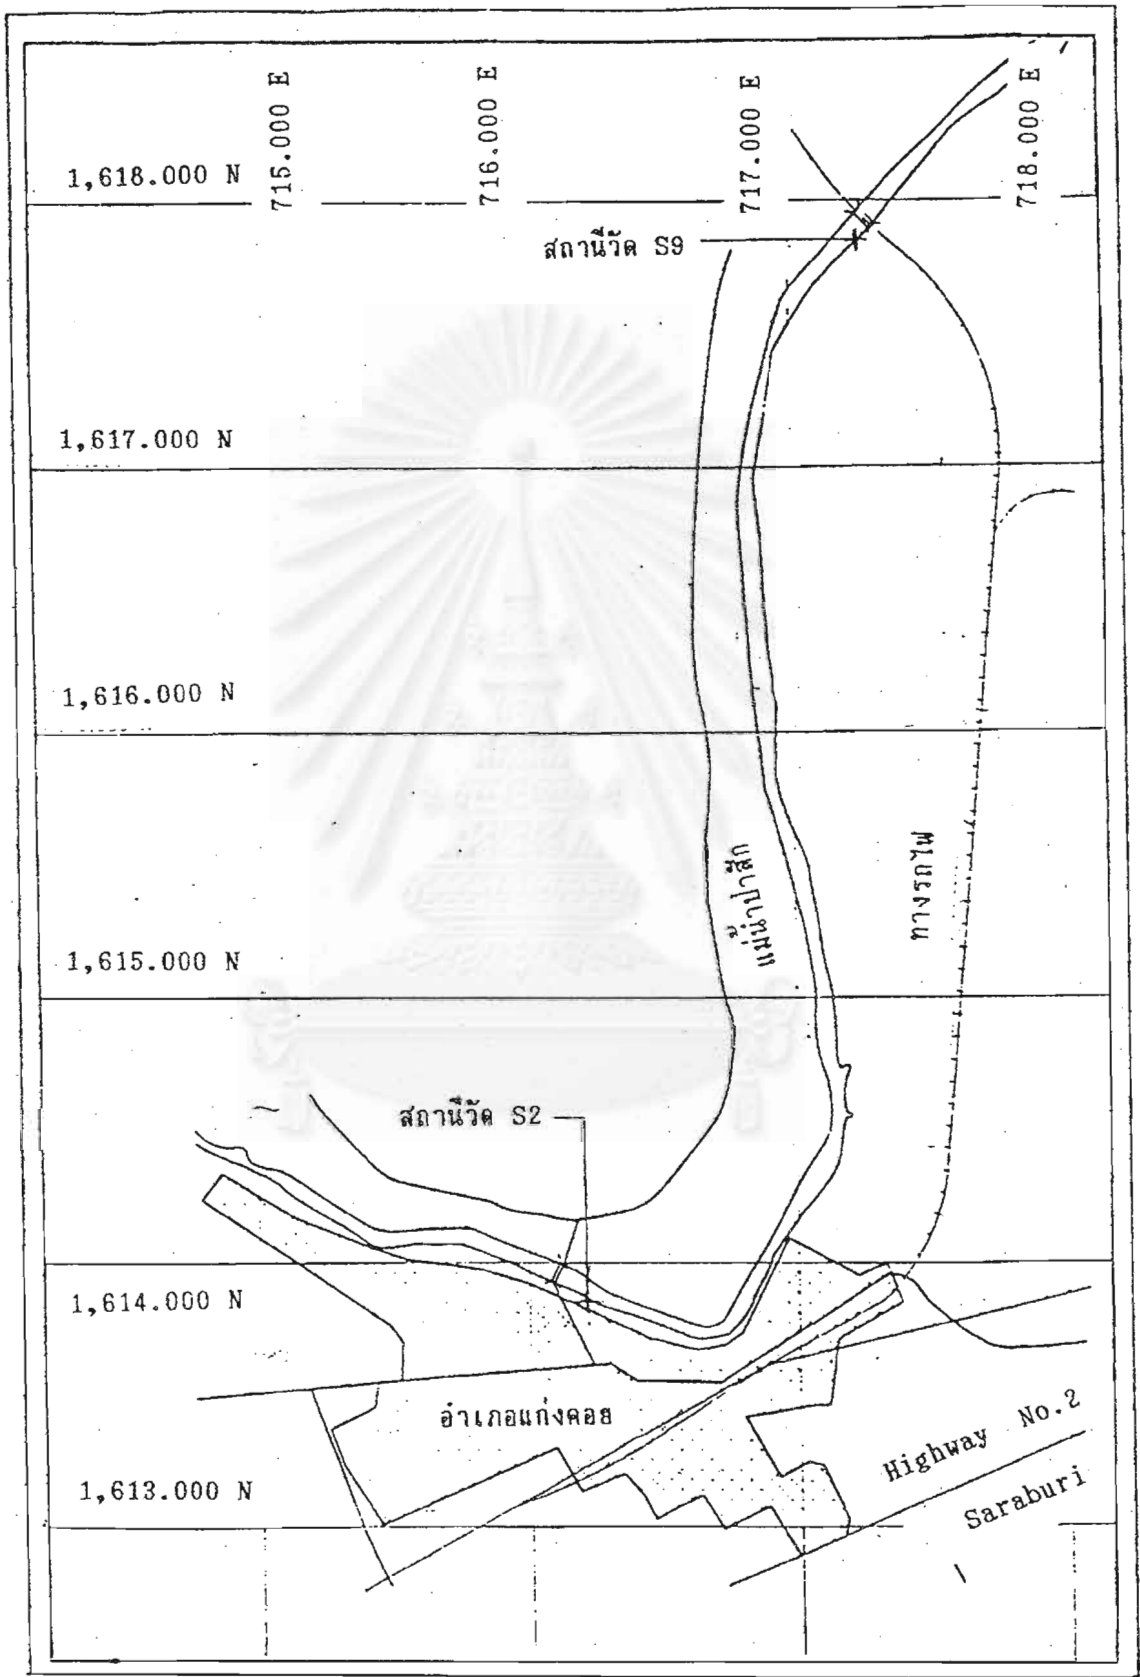 715.000 E
716.000 E
717.000 E
718.000 E
1,618.000 N
สถานีวัด S9
1,617.000 N
1,616.000 N
แม่น้ำป่าสัก
ทางรถไฟ
1,615.000 N
สถานีวัด S2
1,614.000 N
อำเภอแก่งคอย
Highway No.2
1,613.000 N
Saraburi